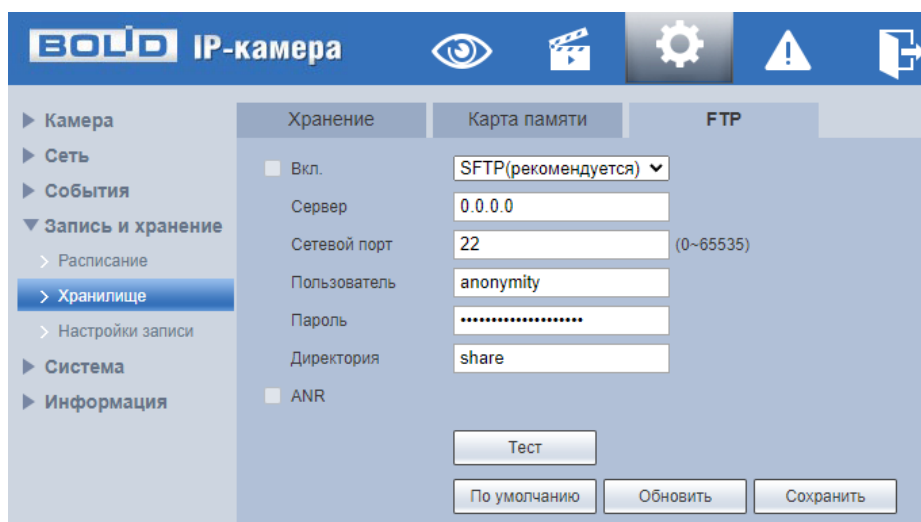 BOLID IP-камера
Камера
Сеть
События
Запись и хранение
Расписание
Хранилище
Настройки записи
Система
Информация
Хранение Карта памяти FTP
Вкл. SFTP(рекомендуется)
Сервер 0.0.0.0
Сетевой порт 22 (0~65535)
Пользователь anonymity
Пароль ••••••••••••••••••••
Директория share
ANR
Тест
По умолчанию Обновить Сохранить